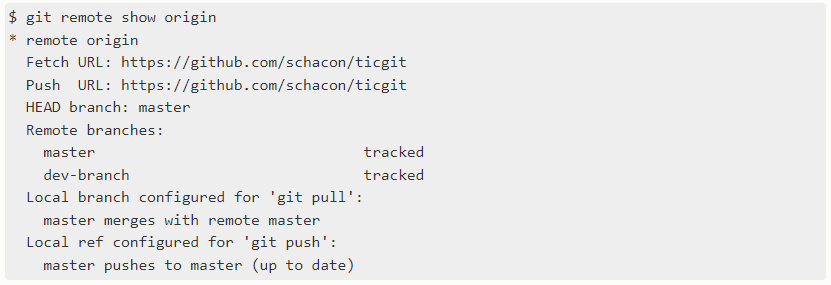 $ git remote show origin
* remote origin
  Fetch URL: https://github.com/schacon/ticgit
  Push  URL: https://github.com/schacon/ticgit
  HEAD branch: master
  Remote branches:
    master                               tracked
    dev-branch                           tracked
  Local branch configured for 'git pull':
    master merges with remote master
  Local ref configured for 'git push':
    master pushes to master (up to date)